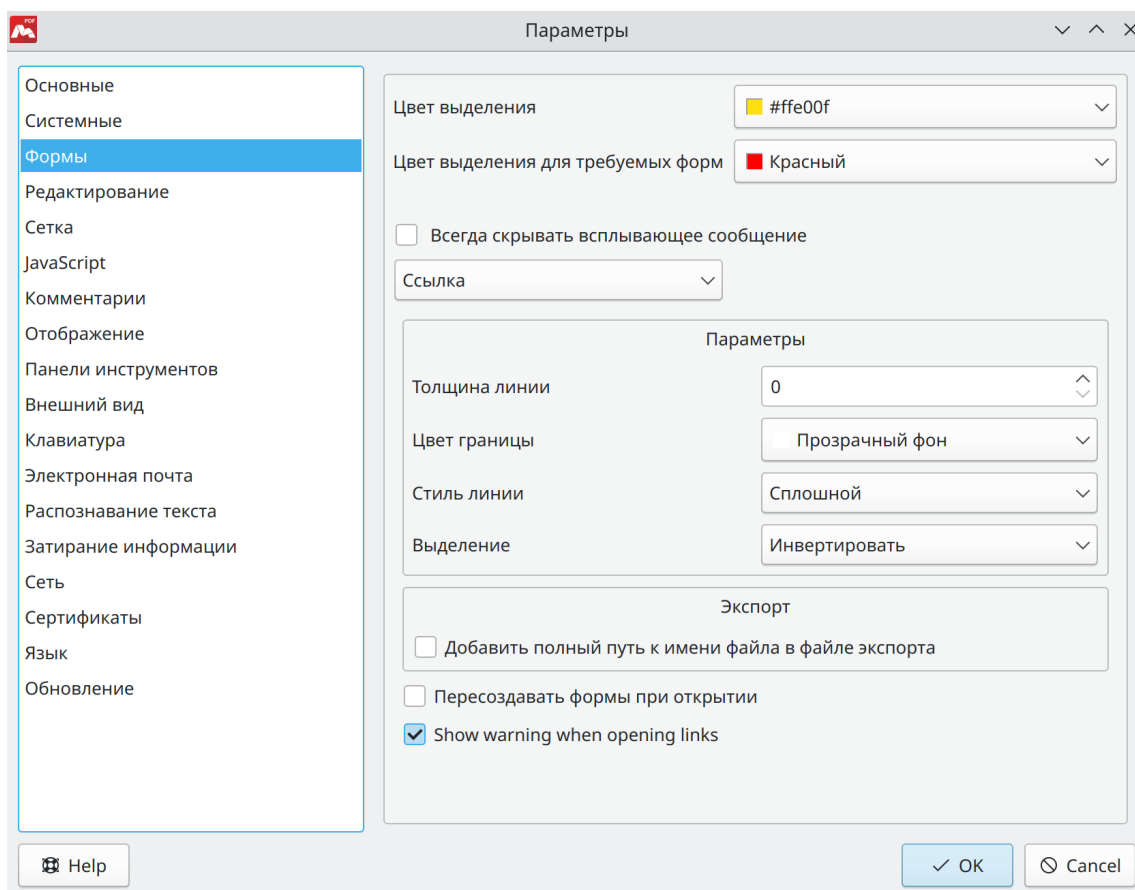 PDF
Параметры
Основные
Системные
Формы
Редактирование
Сетка
JavaScript
Комментарии
Отображение
Панели инструментов
Внешний вид
Клавиатура
Электронная почта
Распознавание текста
Затирание информации
Сеть
Сертификаты
Язык
Обновление
Цвет выделения #ffe00f
Цвет выделения для требуемых форм Красный
Всегда скрывать всплывающее сообщение
Ссылка
Параметры
Толщина линии 0
Цвет границы Прозрачный фон
Стиль линии Сплошной
Выделение Инвертировать
Экспорт
Добавить полный путь к имени файла в файле экспорта
Пересоздавать формы при открытии
Show warning when opening links
Help OK Cancel